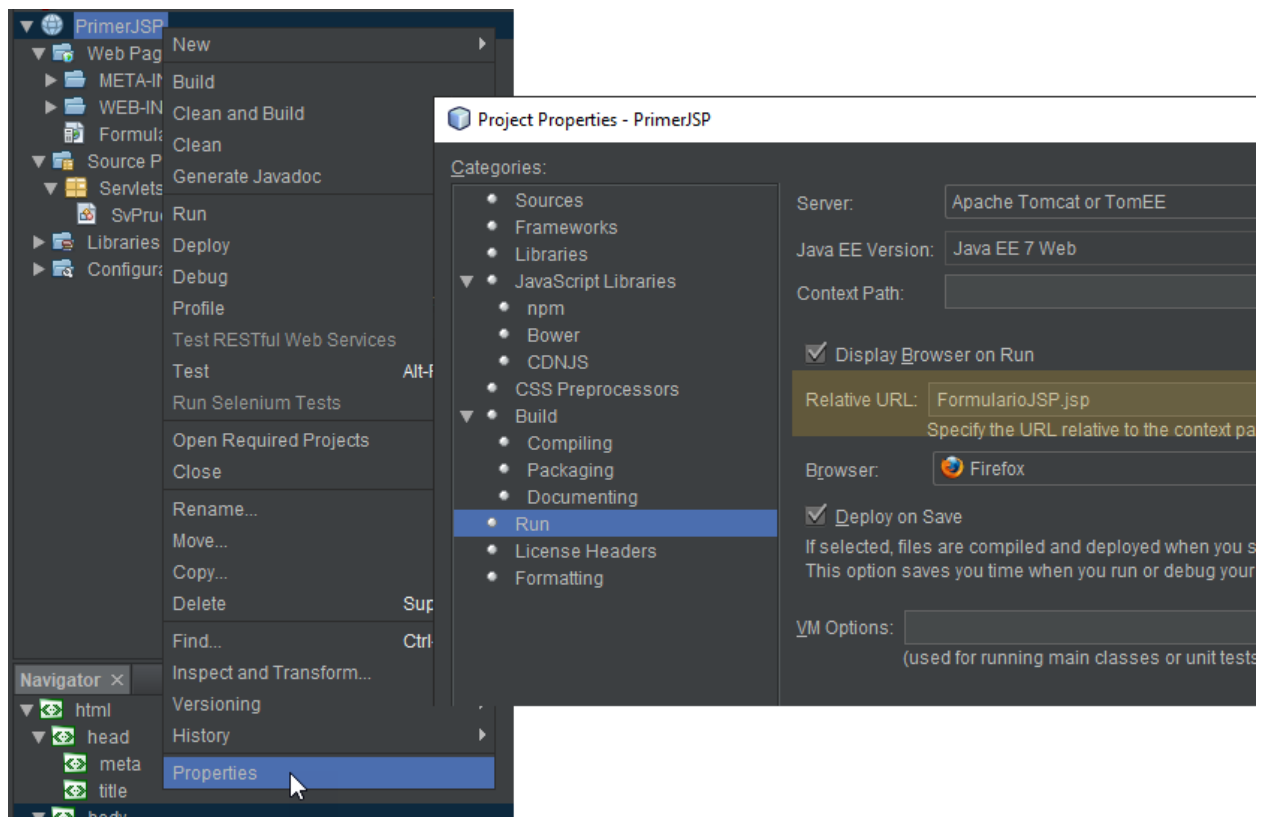 PrimerJSP
Web Pag
META-IN
WEB-IN
Formula
Source P
Servlets
SvPru
Libraries
Configura
New
Build
Clean and Build
Clean
Generate Javadoc
Run
Deploy
Debug
Profile
Test RESTful Web Services
Test Alt-F
Run Selenium Tests
Open Required Projects
Close
Rename...
Move...
Copy...
Delete Sup
Find... Ctrl-
Inspect and Transform...
Versioning
History
Properties
Navigator ×
html
head
meta
title
body
Project Properties - PrimerJSP
Categories:
Sources
Frameworks
Libraries
JavaScript Libraries
npm
Bower
CDNJS
CSS Preprocessors
Build
Compiling
Packaging
Documenting
Run
License Headers
Formatting
Server: Apache Tomcat or TomEE
Java EE Version: Java EE 7 Web
Context Path:
Display Browser on Run
Relative URL: FormularioJSP.jsp
Specify the URL relative to the context pa
Browser: Firefox
Deploy on Save
If selected, files are compiled and deployed when you s
This option saves you time when you run or debug your
VM Options:
(used for running main classes or unit tests